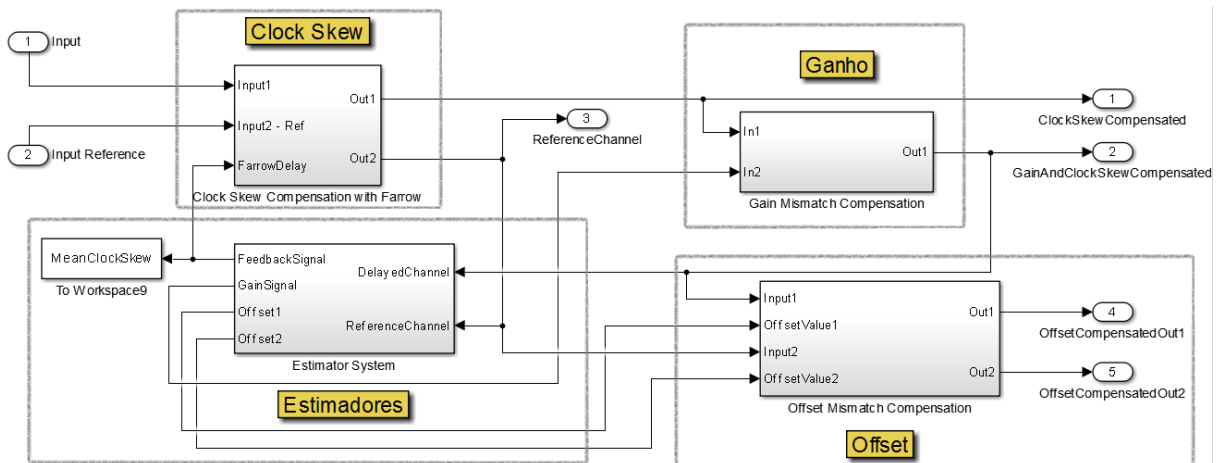 Clock Skew
1
Input
Input1
Input2 - Ref
FarrowDelay
Out1
Out2
Clock Skew Compensation with Farrow
2
Input Reference
3
ReferenceChannel
Ganho
In1
In2
Out1
Gain Mismatch Compensation
1
ClockSkewCompensated
2
GainAndClockSkewCompensated
MeanClockSkew
To Workspace9
FeedbackSignal
GainSignal
Offset1
Offset2
DelayedChannel
ReferenceChannel
Estimator System
Estimadores
Input1
OffsetValue1
Input2
OffsetValue2
Out1
Out2
Offset Mismatch Compensation
4
OffsetCompensatedOut1
5
OffsetCompensatedOut2
Offset